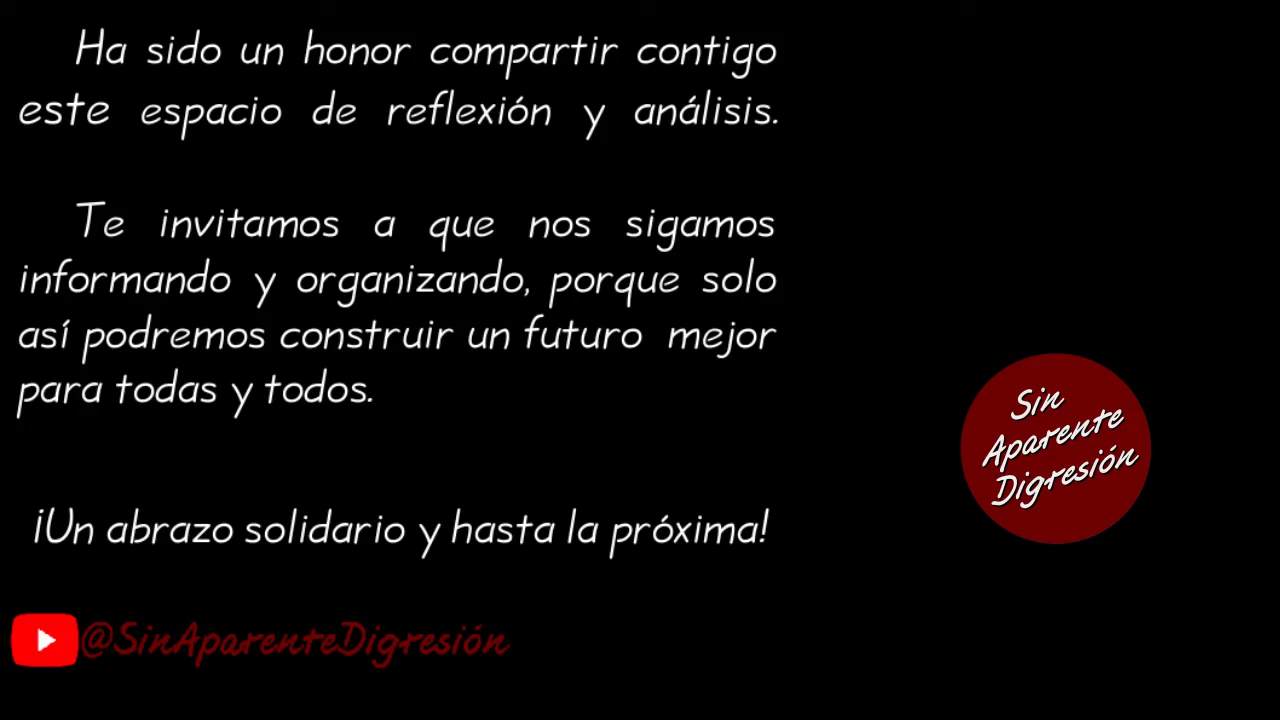 Ha sido un honor compartir contigo
este espacio de reflexión y análisis.
Te invitamos a que nos sigamos
informando y organizando, porque solo
así podremos construir un futuro mejor
para todas y todos.
¡Un abrazo solidario y hasta la próxima!
@SinAparenteDigresión
Sin
Aparente
Digresión